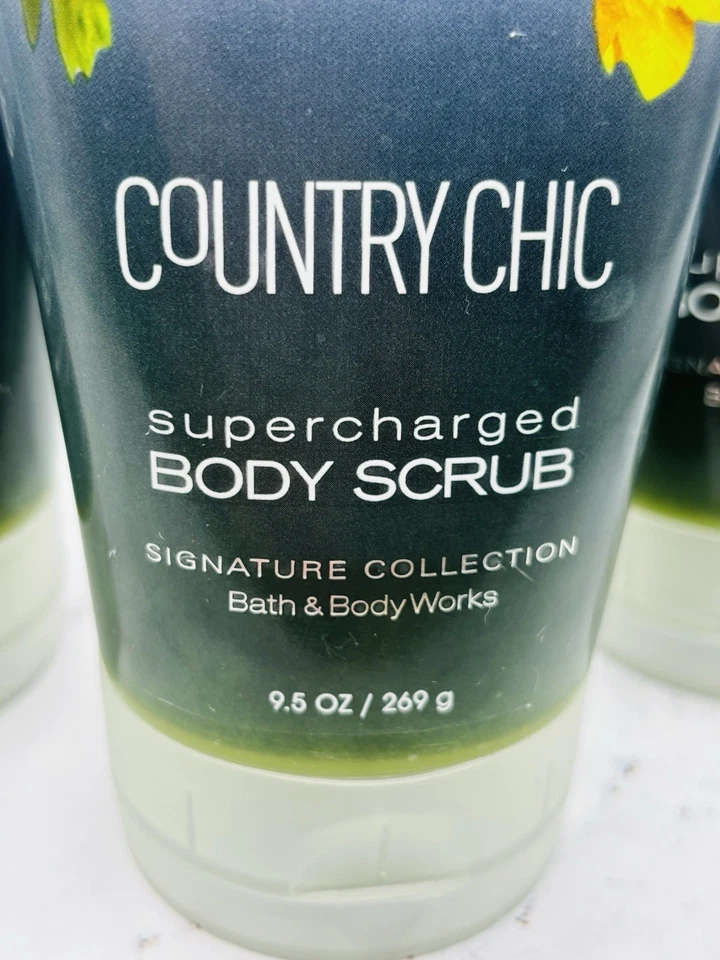 COUNTRY CHIC
supercharged
BODY SCRUB
SIGNATURE COLLECTION
Bath & Body Works
9.5 OZ / 269 g